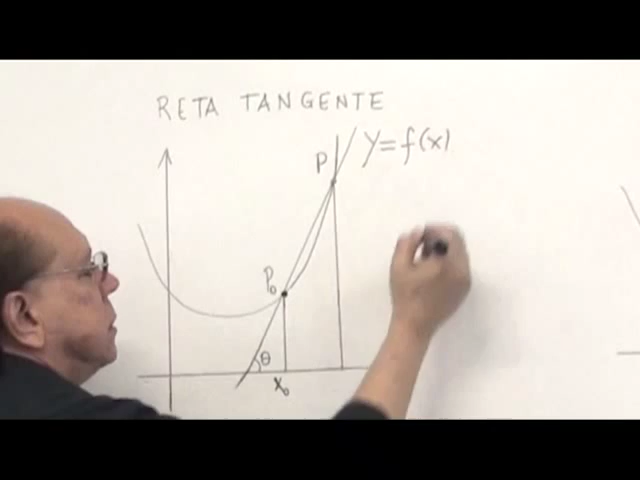 RETA TANGENTE
P
Y=f(x)
P₀
θ
x₀